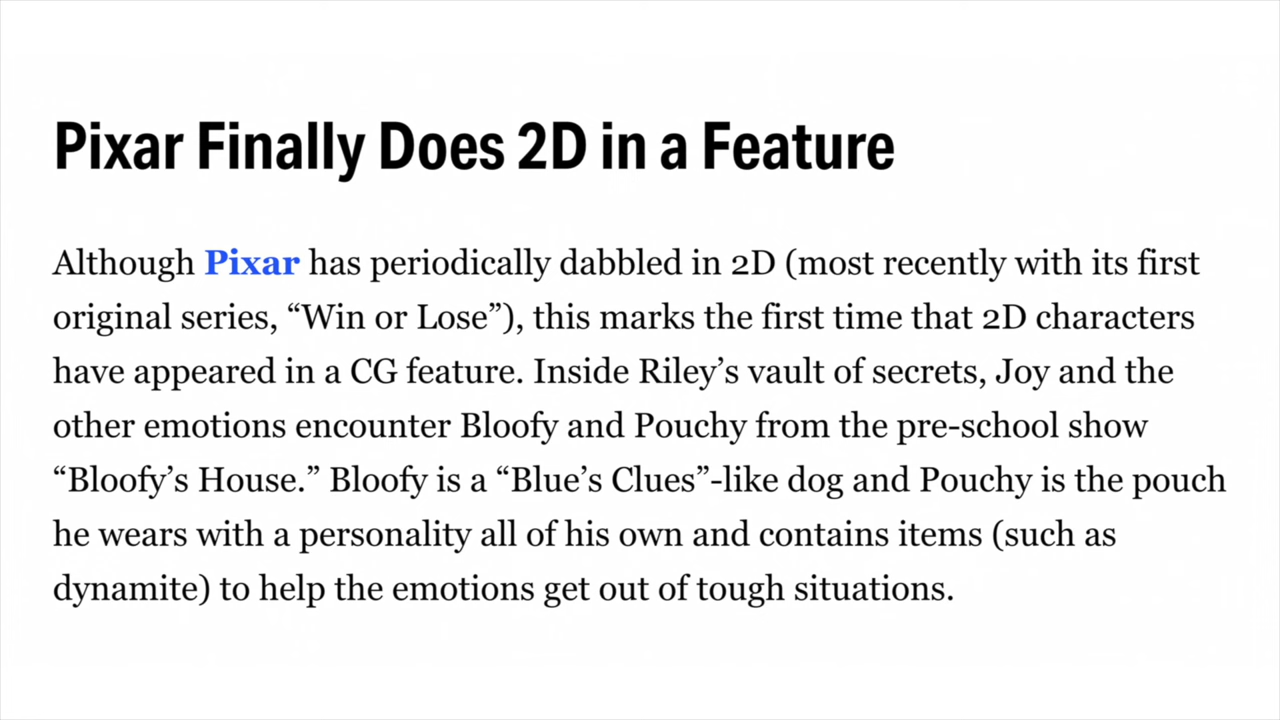 Pixar Finally Does 2D in a Feature
Although Pixar has periodically dabbled in 2D (most recently with its first
original series, “Win or Lose”), this marks the first time that 2D characters
have appeared in a CG feature. Inside Riley’s vault of secrets, Joy and the
other emotions encounter Bloofy and Pouchy from the pre-school show
“Bloofy’s House.” Bloofy is a “Blue’s Clues”-like dog and Pouchy is the pouch
he wears with a personality all of his own and contains items (such as
dynamite) to help the emotions get out of tough situations.